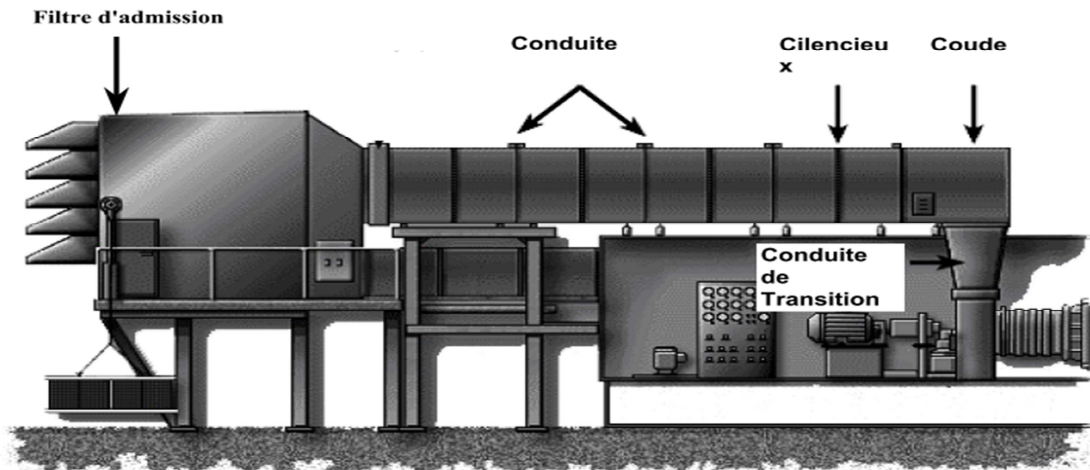 Filtre d'admission
Conduite
Cilencieu
x
Coude
Conduite
de
Transition